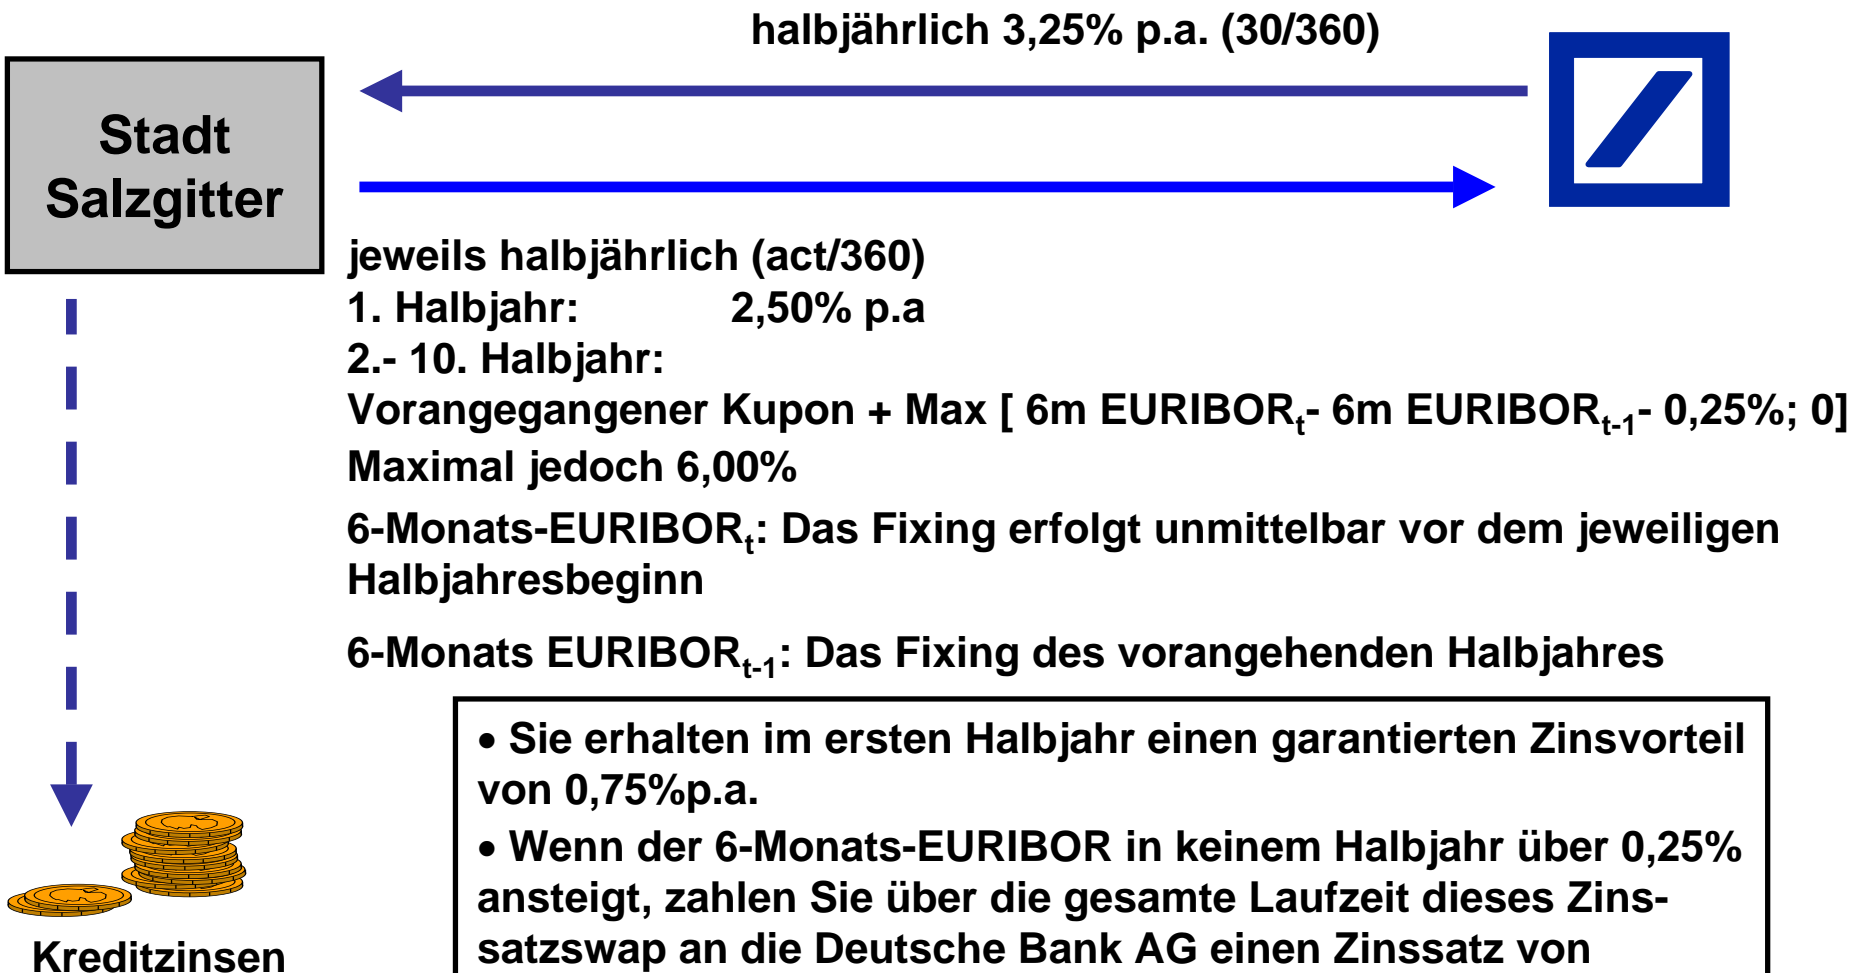 halbjährlich 3,25% p.a. (30/360)
Stadt
Salzgitter
jeweils halbjährlich (act/360)
1. Halbjahr: 2,50% p.a
2.- 10. Halbjahr:
Vorangegangener Kupon + Max [ 6m EURIBORt- 6m EURIBORt-1- 0,25%; 0]
Maximal jedoch 6,00%
6-Monats-EURIBORt: Das Fixing erfolgt unmittelbar vor dem jeweiligen
Halbjahresbeginn
6-Monats EURIBORt-1: Das Fixing des vorangehenden Halbjahres
• Sie erhalten im ersten Halbjahr einen garantierten Zinsvorteil
von 0,75%p.a.
• Wenn der 6-Monats-EURIBOR in keinem Halbjahr über 0,25%
ansteigt, zahlen Sie über die gesamte Laufzeit dieses Zins-
satzswap an die Deutsche Bank AG einen Zinssatz von
Kreditzinsen